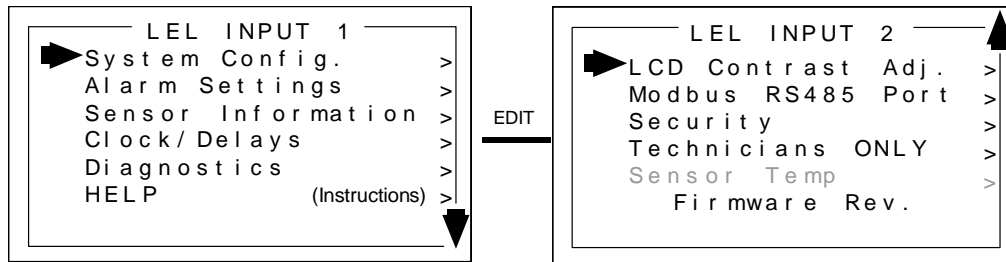 LEL INPUT 1
System Config. >
Alarm Settings >
Sensor Information >
Clock/Delays >
Diagnostics >
HELP (Instructions) >
EDIT
LEL INPUT 2
LCD Contrast Adj. >
Modbus RS485 Port >
Security >
Technicians ONLY >
Sensor Temp >
Firmware Rev.